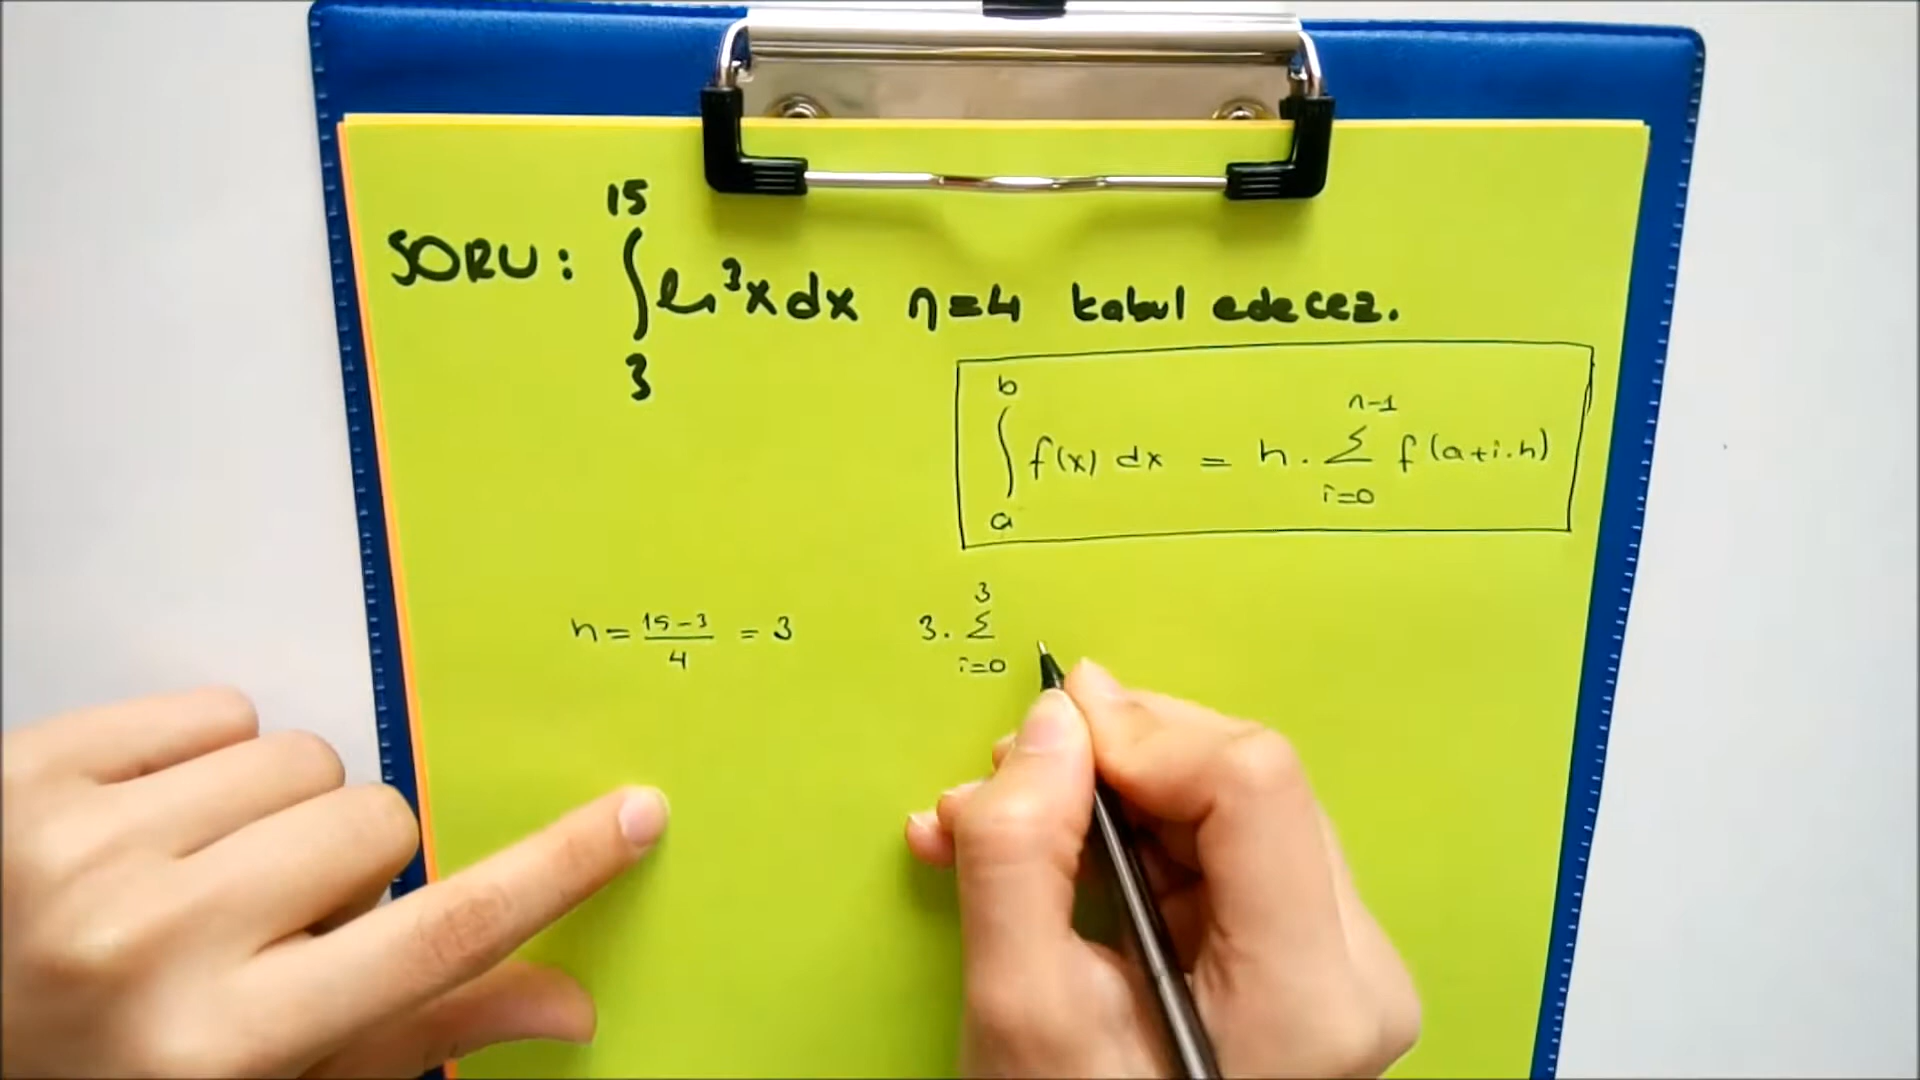 SORU: ∫₃¹⁵ ln³x dx n=4 kabul edecez.
∫ₐᵇ f(x) dx = h . Σᵢ₌₀ⁿ⁻¹ f(a+i.h)
h = (15-3)/4 = 3
3. Σᵢ₌₀³